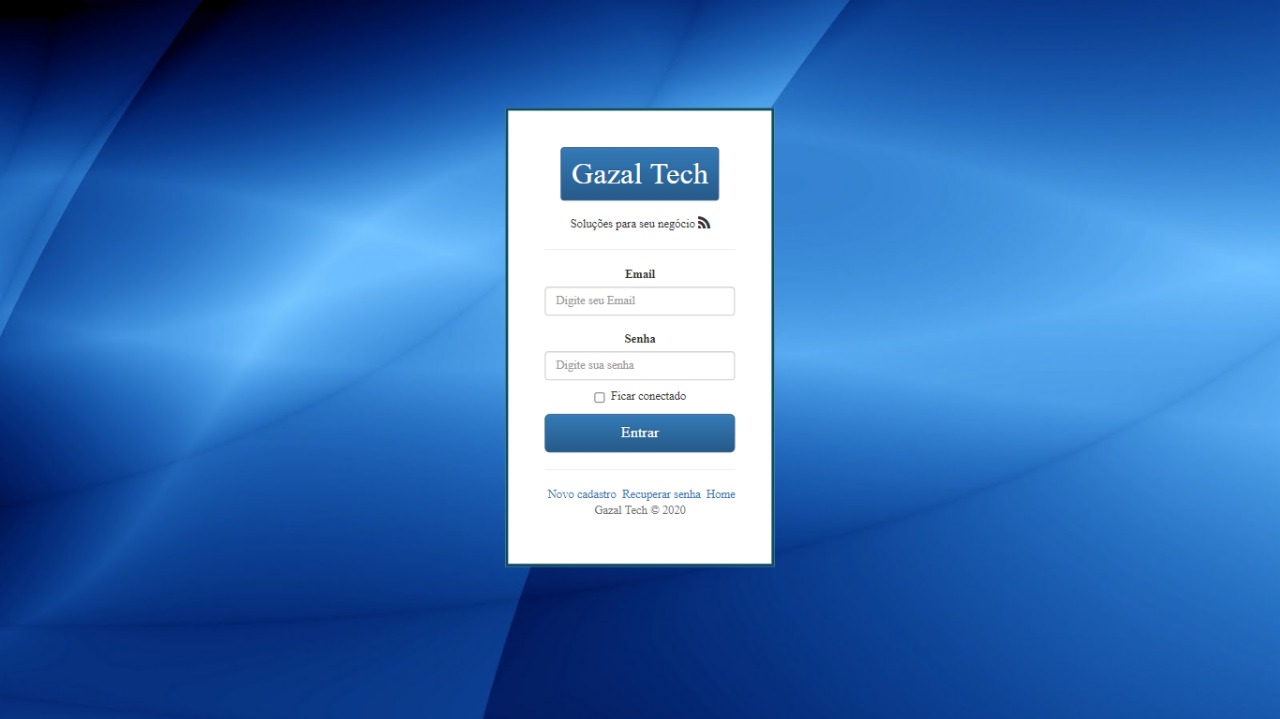 Gazal Tech
Soluções para seu negócio
Email
Digite seu Email
Senha
Digite sua senha
Ficar conectado
Entrar
Novo cadastro Recuperar senha Home
Gazal Tech © 2020